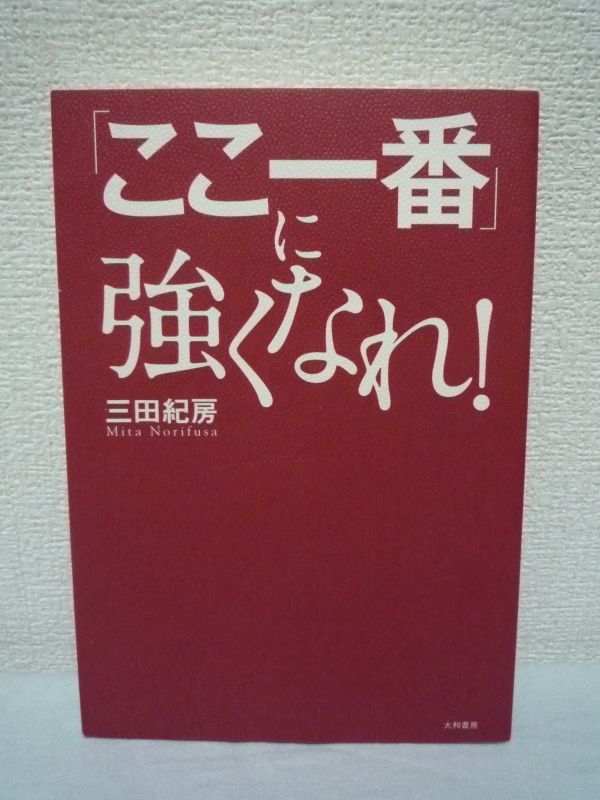 「ここ一番」
に
強くなれ！
三田紀房
Mita Norifusa
大和書房